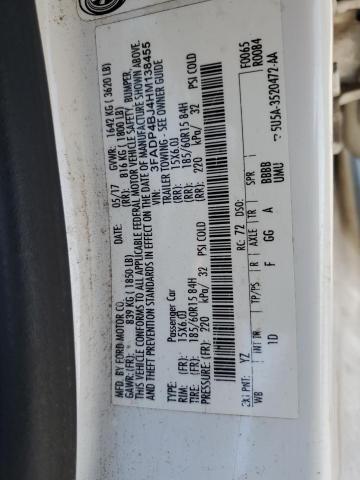 MFD. BY FORD MOTOR CO.
05/17 GVWR: 1642 KG ( 3620 LB)
GAWR: (FR): 839 KG ( 1850 LB) (RR): 816 KG ( 1800 LB)
THIS VEHICLE CONFORMS TO ALL APPLICABLE FEDERAL MOTOR VEHICLE SAFETY, BUMPER,
AND THEFT PREVENTION STANDARDS IN EFFECT ON THE DATE OF MANUFACTURE SHOWN ABOVE.
VIN: 3FADP4BJ4HM138455
Passenger Car TRAILER TOWING - SEE OWNER GUIDE
RIM: (FR): 15X6.0J (RR): 15X6.0J
TIRE: (FR): 185/60R15 84H (RR): 185/60R15 84H
PRESSURE:(FR): 220 kPa/ 32 PSI COLD (RR): 220 kPa/ 32 PSI COLD
F0065
R0084
EXT PNT: YZ RC: 72 DSO:
WB TP/PS R AXLE TR SPR
10 F GG A BBBB
UMU
5U5A-3520472-AA